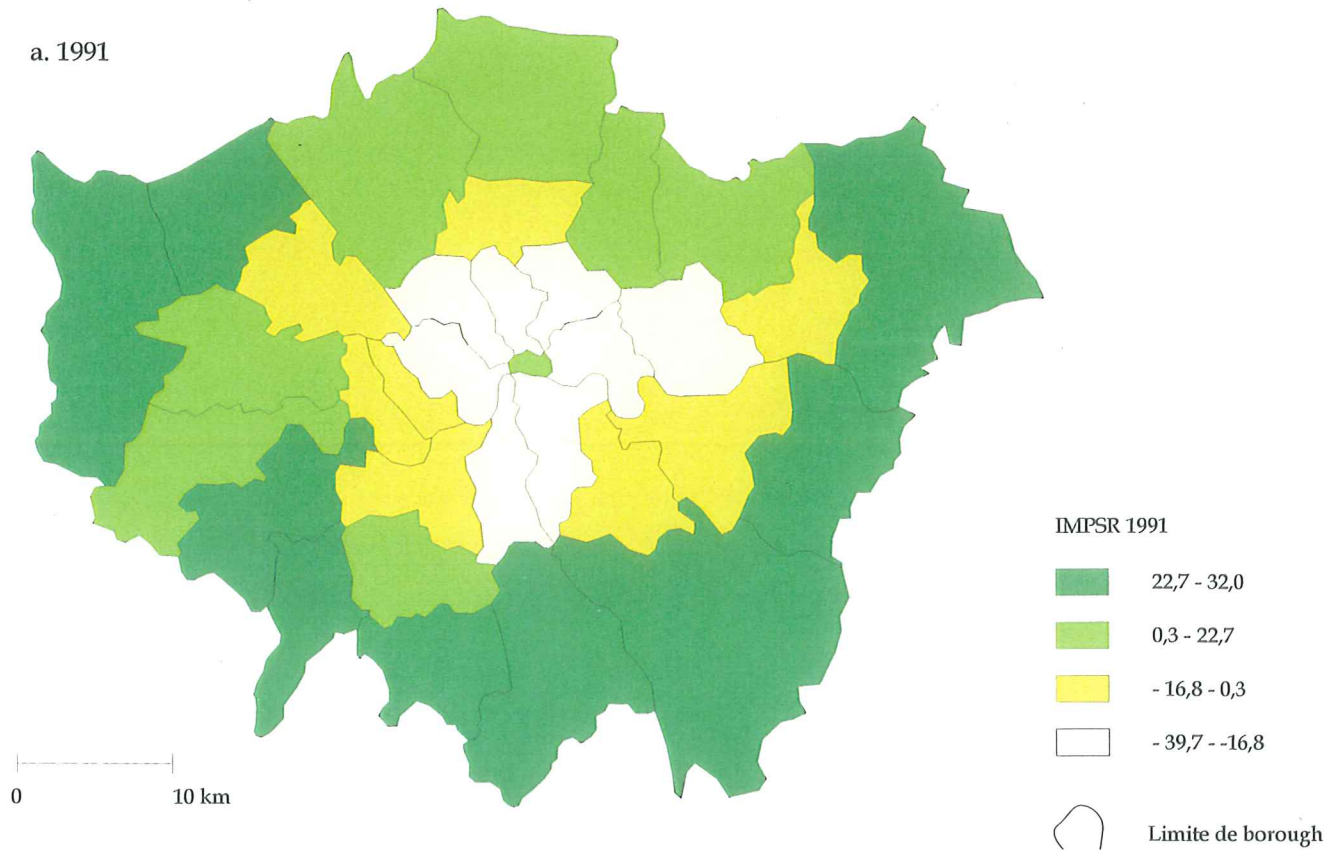 a. 1991
IMPSR 1991
22,7 - 32,0
0,3 - 22,7
- 16,8 - 0,3
- 39,7 - -16,8
0 10 km
Limite de borough